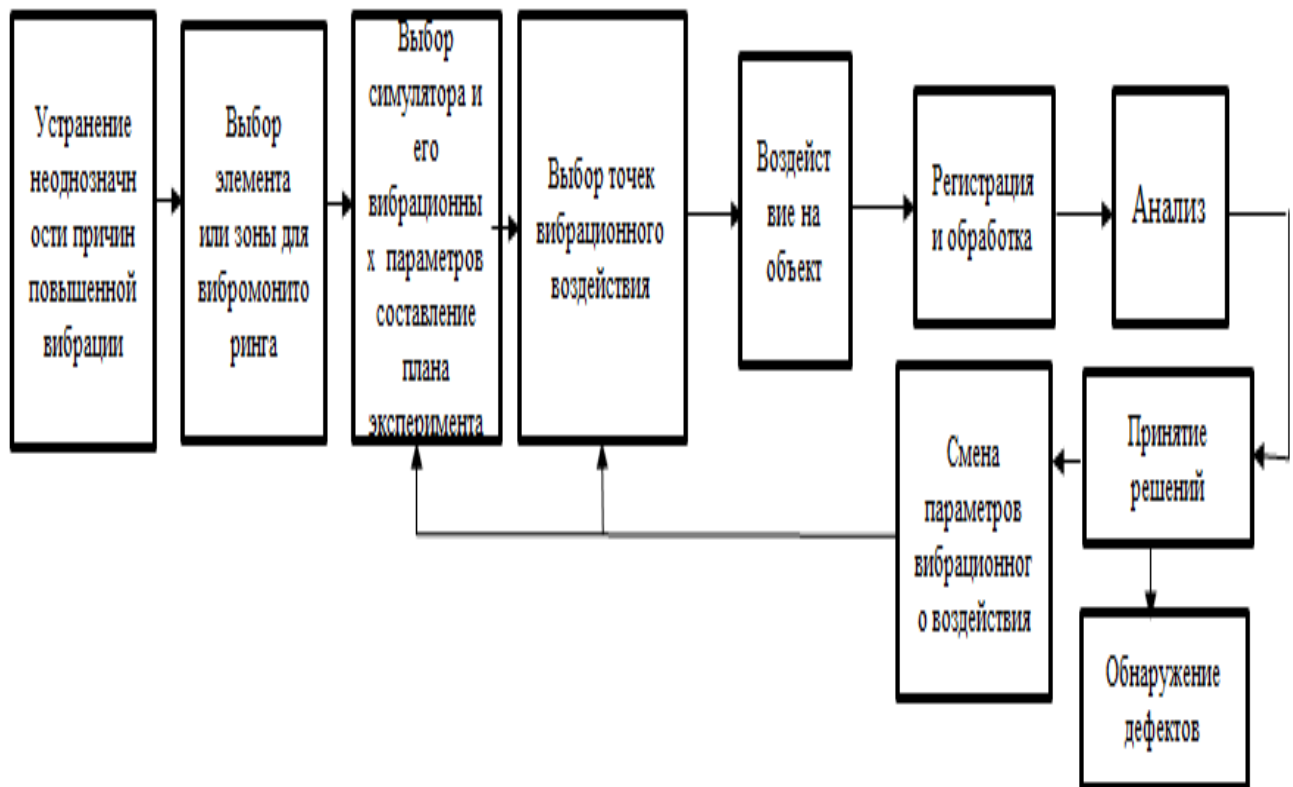 Устранение
неоднозначн
ости причин
повышенной
вибрации
Выбор
элемента
или зоны для
вибромонито
ринга
Выбор
симулятора и
его
вибрационны
х параметров
составление
плана
эксперимента
Выбор точек
вибрационного
воздействия
Воздейст
вие на
объект
Регистрация
и обработка
Анализ
Принятие
решений
Смена
параметров
вибрационног
о воздействия
Обнаружение
дефектов